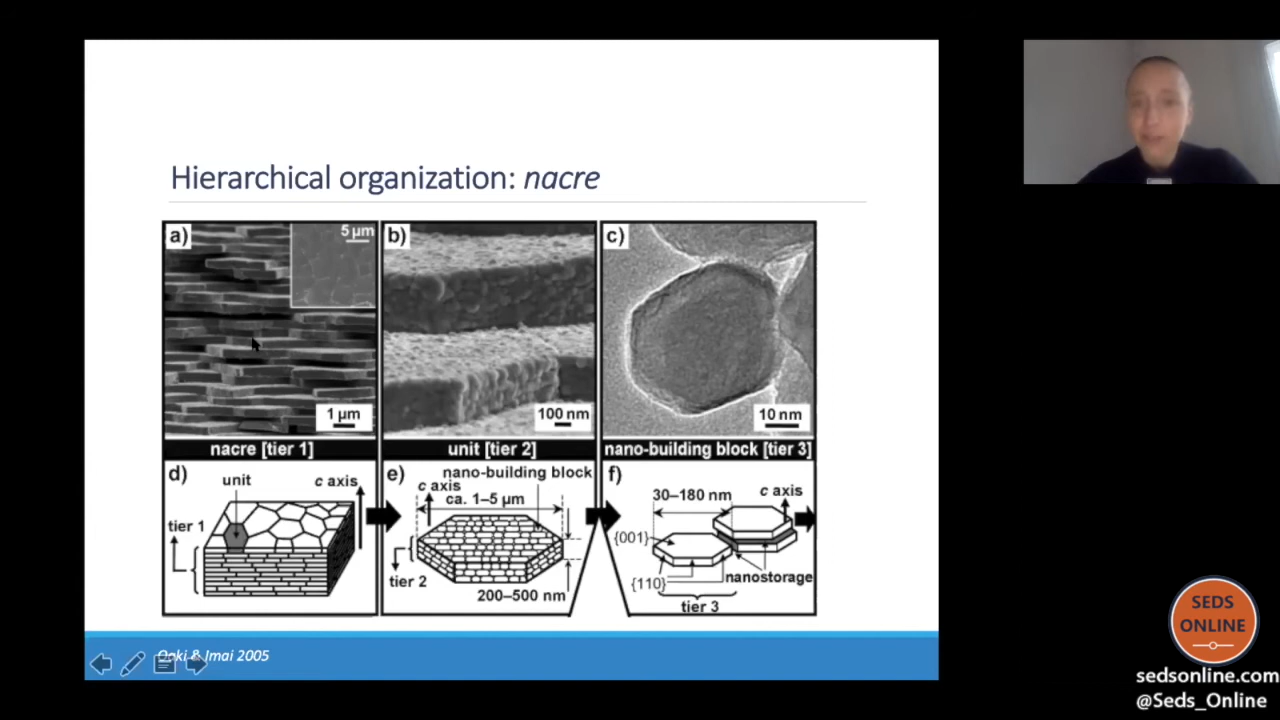 Hierarchical organization: nacre
a)
5 μm
1 μm
nacre [tier 1]
b)
100 nm
unit [tier 2]
c)
10 nm
nano-building block [tier 3]
d)
unit
c axis
tier 1
e)
nano-building block
c axis
ca. 1–5 μm
tier 2
200–500 nm
f)
30–180 nm
c axis
{001}
{110}
nanostorage
tier 3
& Imai 2005
SEDS
ONLINE
sedsonline.com
@Seds_Online